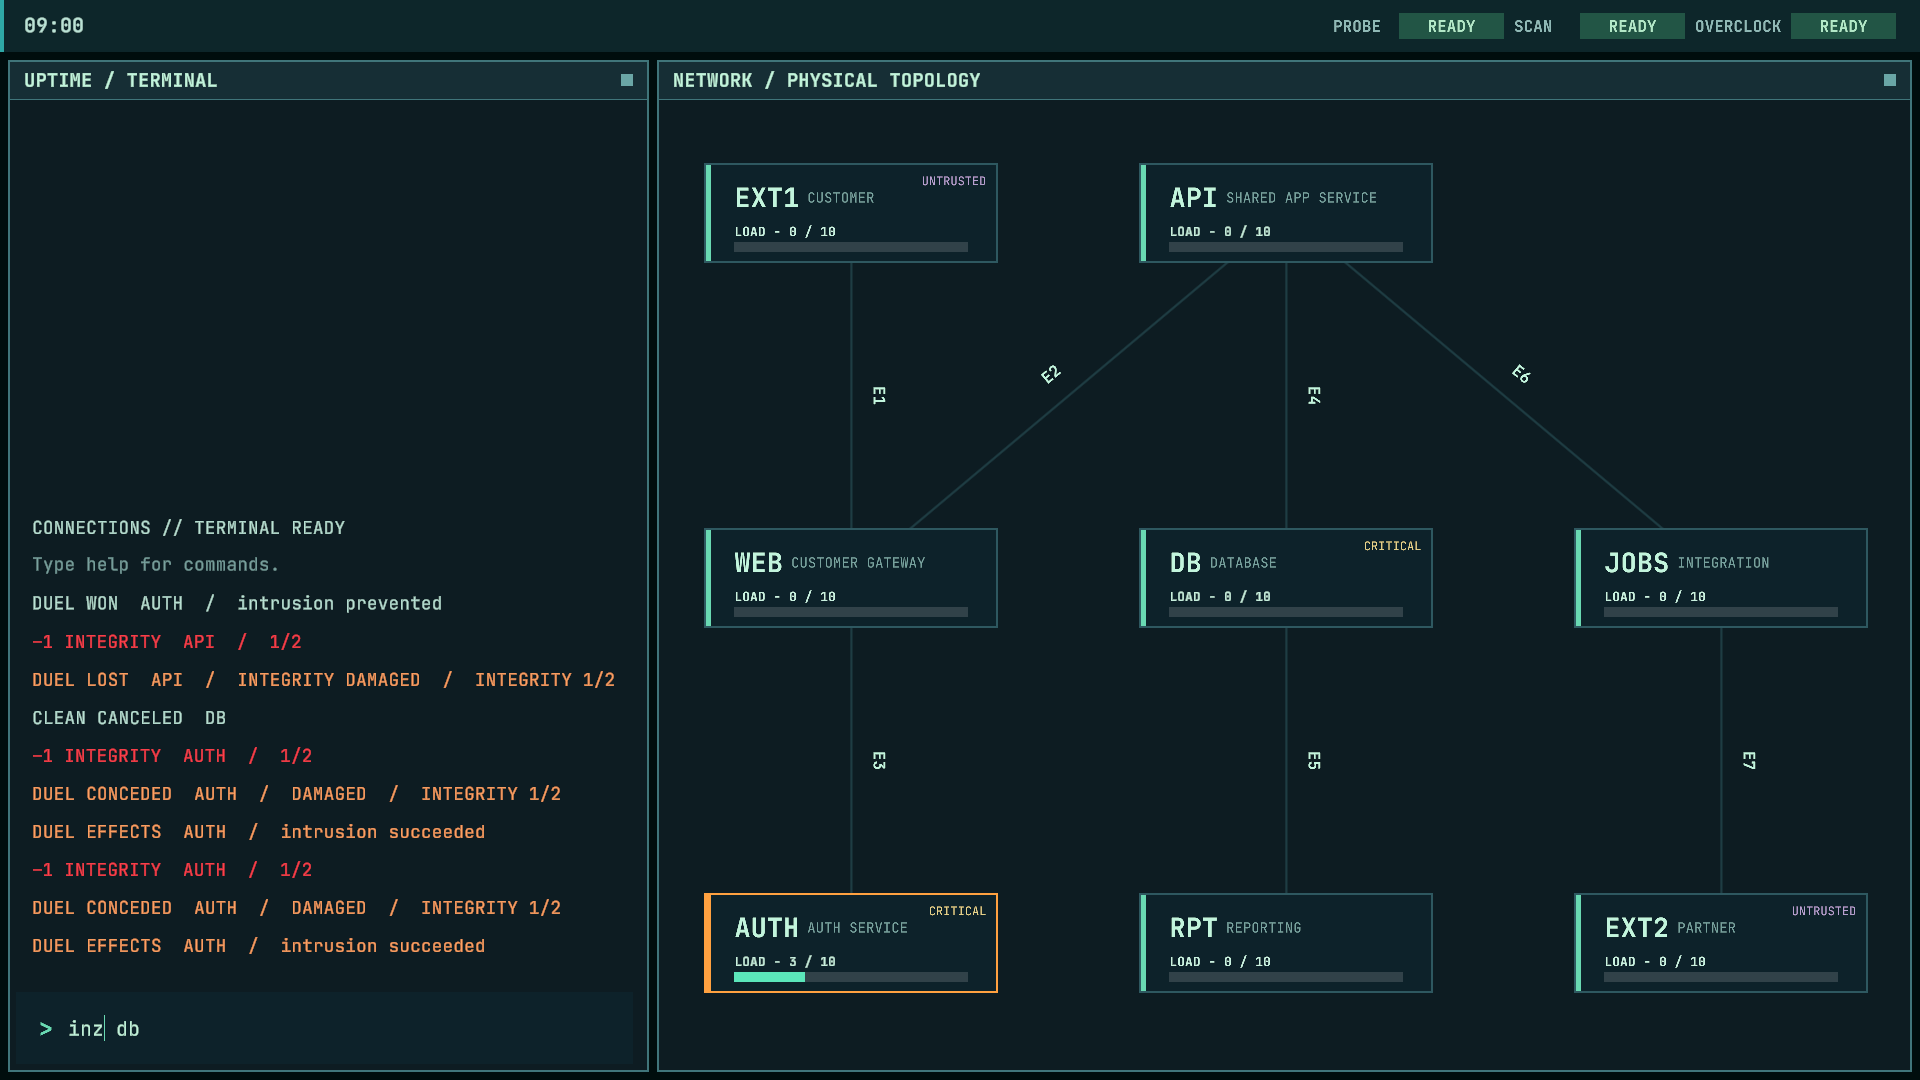 09:00
PROBE READY SCAN READY OVERCLOCK READY
UPTIME / TERMINAL
CONNECTIONS // TERMINAL READY
Type help for commands.
DUEL WON AUTH / intrusion prevented
−1 INTEGRITY API / 1/2
DUEL LOST API / INTEGRITY DAMAGED / INTEGRITY 1/2
CLEAN CANCELED DB
−1 INTEGRITY AUTH / 1/2
DUEL CONCEDED AUTH / DAMAGED / INTEGRITY 1/2
DUEL EFFECTS AUTH / intrusion succeeded
−1 INTEGRITY AUTH / 1/2
DUEL CONCEDED AUTH / DAMAGED / INTEGRITY 1/2
DUEL EFFECTS AUTH / intrusion succeeded
> inz db
NETWORK / PHYSICAL TOPOLOGY
UNTRUSTED
EXT1 CUSTOMER
LOAD - 0 / 10
API SHARED APP SERVICE
LOAD - 0 / 10
E1
E2
E4
E6
WEB CUSTOMER GATEWAY
LOAD - 0 / 10
CRITICAL
DB DATABASE
LOAD - 0 / 10
JOBS INTEGRATION
LOAD - 0 / 10
E3
E5
E7
CRITICAL
AUTH AUTH SERVICE
LOAD - 3 / 10
RPT REPORTING
LOAD - 0 / 10
UNTRUSTED
EXT2 PARTNER
LOAD - 0 / 10